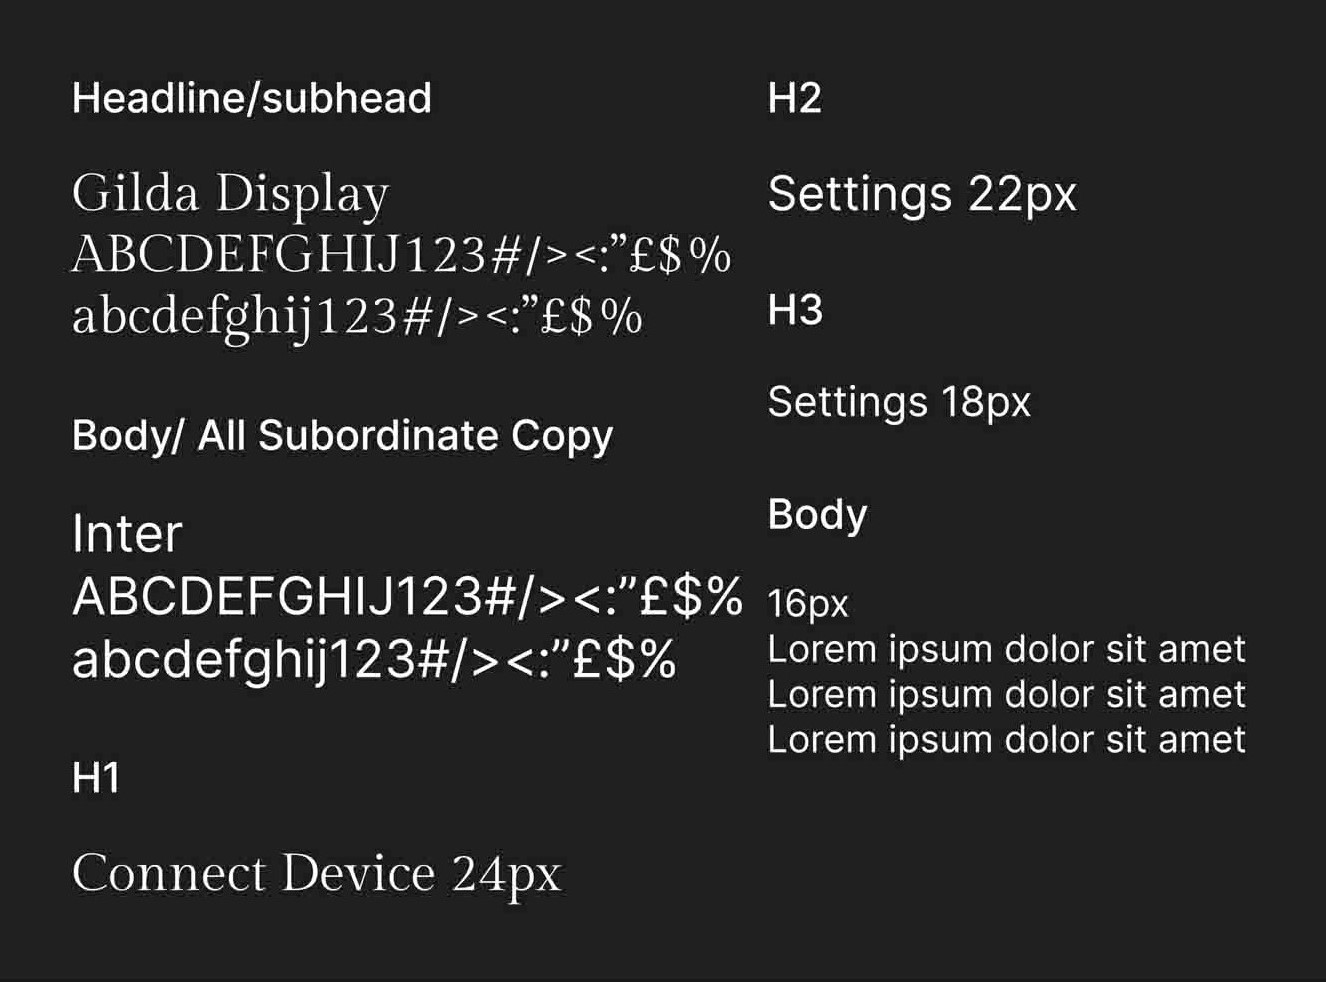 Headline/subhead
Gilda Display
ABCDEFGHIJ123#/><:”£$%
abcdefghij123#/><:”£$%
Body/ All Subordinate Copy
Inter
ABCDEFGHIJ123#/><:”£$%
abcdefghij123#/><:”£$%
H1
Connect Device 24px
H2
Settings 22px
H3
Settings 18px
Body
16px
Lorem ipsum dolor sit amet
Lorem ipsum dolor sit amet
Lorem ipsum dolor sit amet